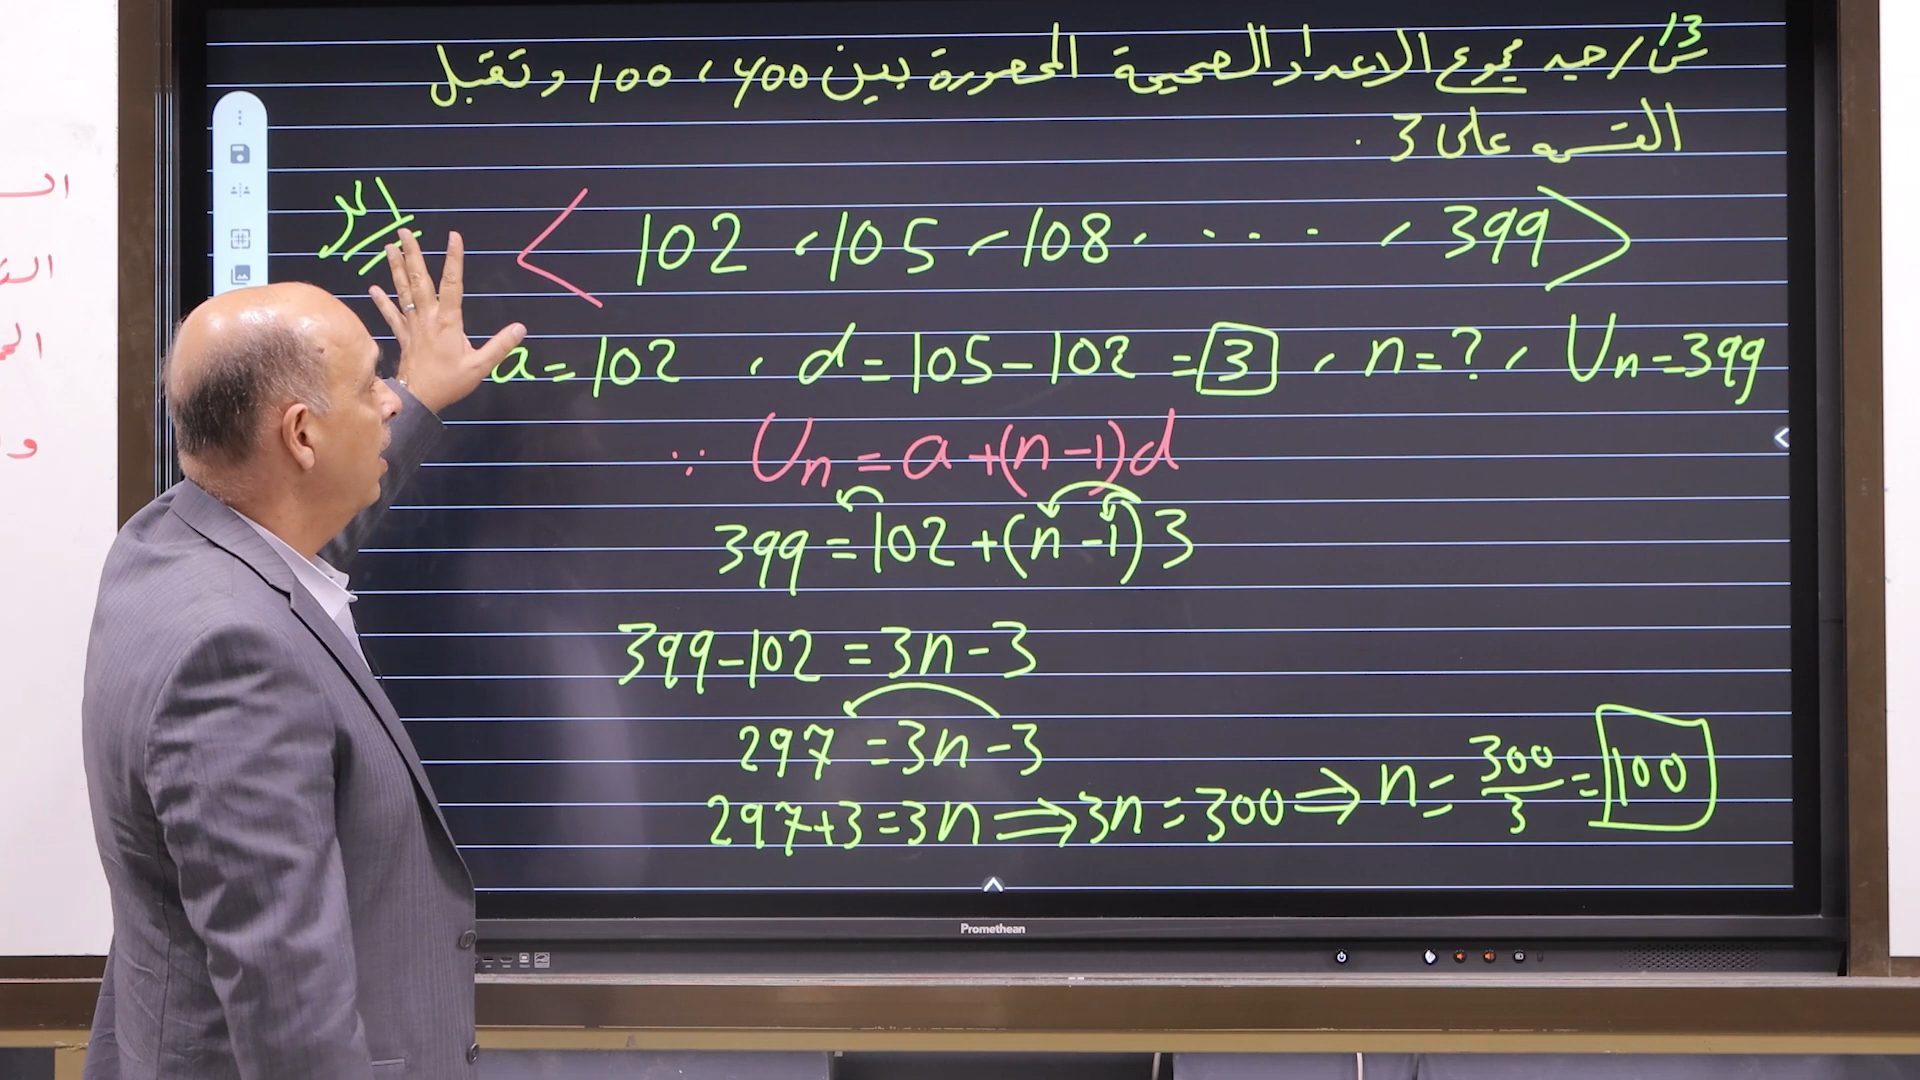 س13/ جد مجموع الاعداد الصحيحة المحصورة بين 400 ، 100 وتقبل
القسمه على 3 .
الحل/
< 102 ، 105 ، 108 ، . . . . ، 399 >
a = 102 ، d = 105 - 102 = 3 ، n = ? ، Un = 399
∵ Un = a + (n - 1)d
399 = 102 + (n - 1)3
399 - 102 = 3n - 3
297 = 3n - 3
297 + 3 = 3n ⟹ 3n = 300 ⟹ n = 300/3 = 100
Promethean